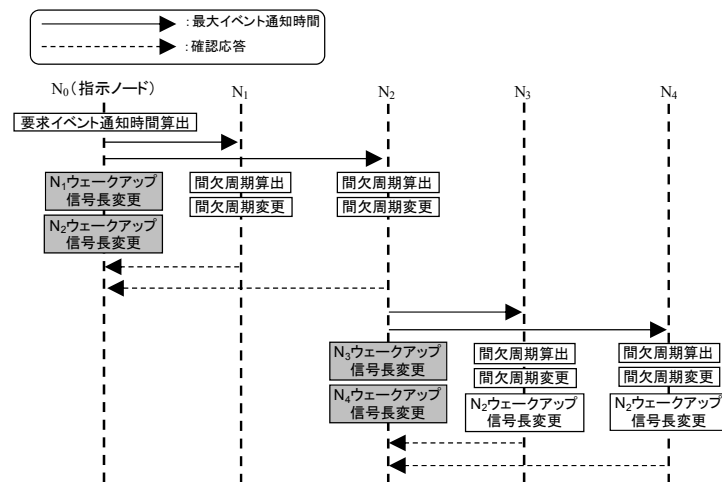 :最大イベント通知時間
:確認応答
N0(指示ノード)
N1
N2
N3
N4
要求イベント通知時間算出
N1ウェークアップ
信号長変更
N2ウェークアップ
信号長変更
間欠周期算出
間欠周期変更
間欠周期算出
間欠周期変更
N3ウェークアップ
信号長変更
N4ウェークアップ
信号長変更
間欠周期算出
間欠周期変更
N2ウェークアップ
信号長変更
間欠周期算出
間欠周期変更
N2ウェークアップ
信号長変更